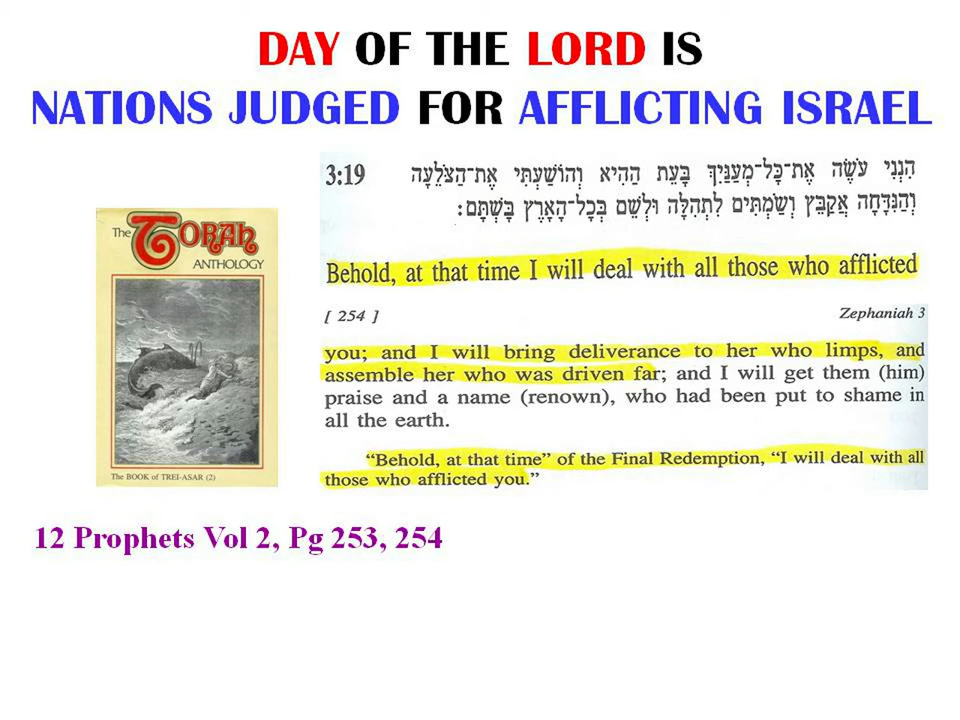 DAY OF THE LORD IS
NATIONS JUDGED FOR AFFLICTING ISRAEL
The TORAH
ANTHOLOGY
The BOOK of TREI-ASAR (2)
3:19 הִנְנִי עֹשֶׂה אֶת־כָּל־מְעַנַּיִךְ בָּעֵת הַהִיא וְהוֹשַׁעְתִּי אֶת־הַצֹּלֵעָה
וְהַנִּדָּחָה אֲקַבֵּץ וְשַׂמְתִּים לִתְהִלָּה וּלְשֵׁם בְּכָל־הָאָרֶץ בָּשְׁתָּם:
Behold, at that time I will deal with all those who afflicted
[ 254 ] Zephaniah 3
you; and I will bring deliverance to her who limps, and
assemble her who was driven far; and I will get them (him)
praise and a name (renown), who had been put to shame in
all the earth.
“Behold, at that time” of the Final Redemption, “I will deal with all
those who afflicted you.”
12 Prophets Vol 2, Pg 253, 254